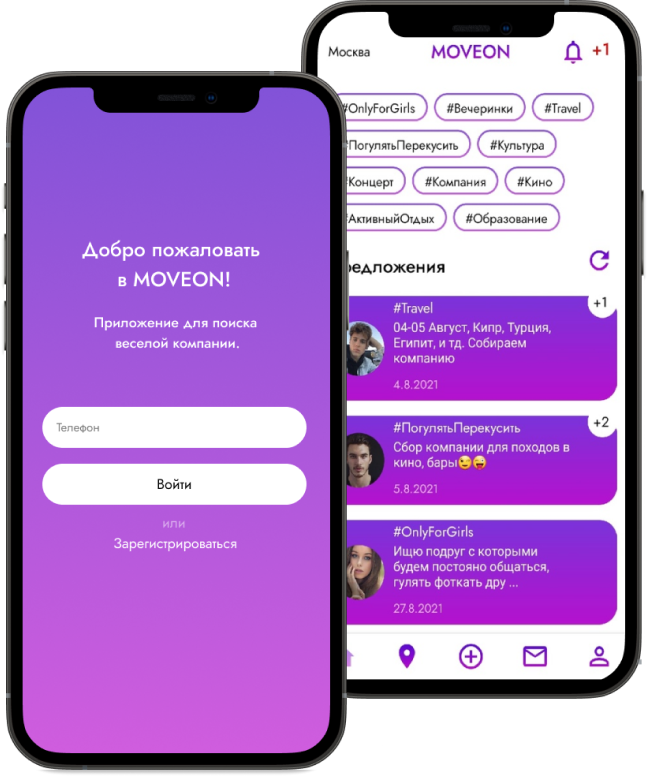 Добро пожаловать
в MOVEON!
Приложение для поиска
веселой компании.
Телефон
Войти
или
Зарегистрироваться
Москва
MOVEON
+1
#OnlyForGirls
#Вечеринки
#Travel
#ПогулятьПерекусить
#Культура
#Концерт
#Компания
#Кино
#АктивныйОтдых
#Образование
редложения
+1
#Travel
04-05 Август, Кипр, Турция,
Египит, и тд. Собираем
компанию
4.8.2021
+2
#ПогулятьПерекусить
Сбор компании для походов в
кино, бары😉😜
5.8.2021
#OnlyForGirls
Ищю подруг с которыми
будем постояно общаться,
гулять фоткать дру ...
27.8.2021